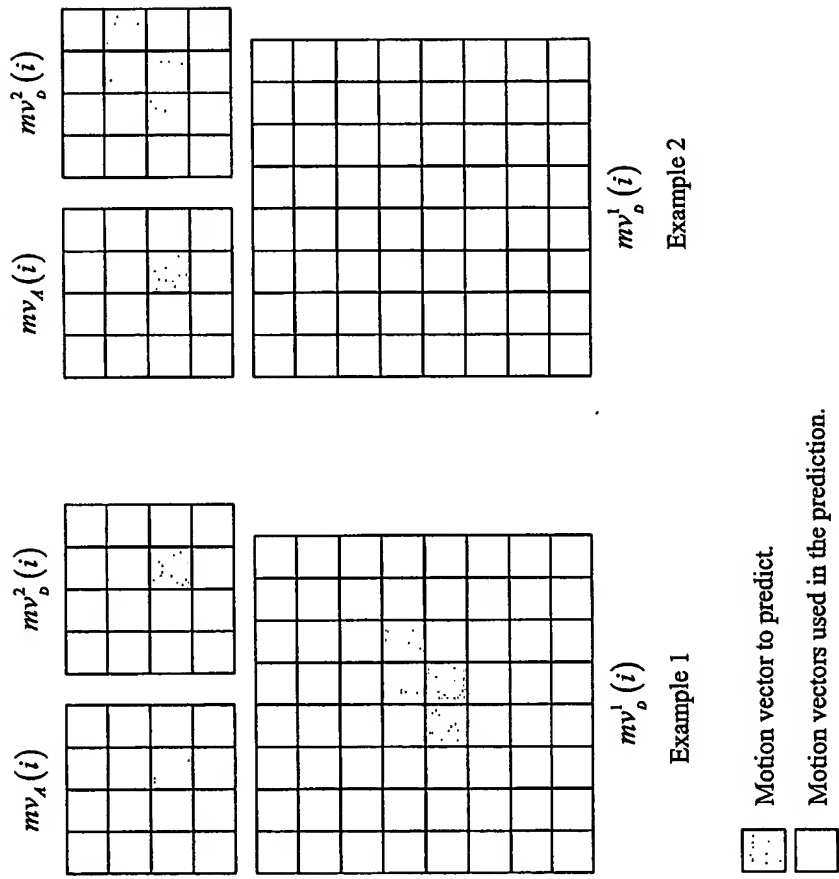 mv_A(i)
mv_D^2(i)
mv_D^1(i)
Example 1
mv_A(i)
mv_D^2(i)
mv_D^1(i)
Example 2
Motion vector to predict.
Motion vectors used in the prediction.